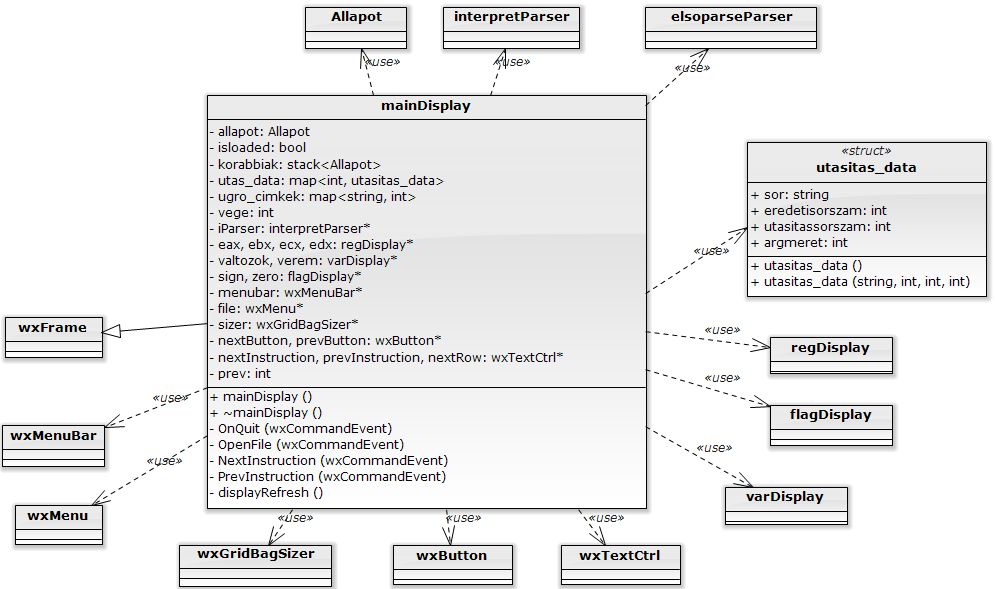 Allapot
interpretParser
elsoparseParser
«use»
«use»
«use»
mainDisplay
- allapot: Allapot
- isloaded: bool
- korabbiak: stack<Allapot>
- utas_data: map<int, utasitas_data>
- ugro_cimkek: map<string, int>
- vege: int
- iParser: interpretParser*
- eax, ebx, ecx, edx: regDisplay*
- valtozok, verem: varDisplay*
- sign, zero: flagDisplay*
- menubar: wxMenuBar*
- file: wxMenu*
- sizer: wxGridBagSizer*
- nextButton, prevButton: wxButton*
- nextInstruction, prevInstruction, nextRow: wxTextCtrl*
- prev: int
+ mainDisplay ()
+ ~mainDisplay ()
- OnQuit (wxCommandEvent)
- OpenFile (wxCommandEvent)
- NextInstruction (wxCommandEvent)
- PrevInstruction (wxCommandEvent)
- displayRefresh ()
«struct»
utasitas_data
+ sor: string
+ eredetisorszam: int
+ utasitassorszam: int
+ argmeret: int
+ utasitas_data ()
+ utasitas_data (string, int, int, int)
«use»
wxFrame
«use»
regDisplay
«use»
flagDisplay
«use»
wxMenuBar
«use»
varDisplay
«use»
wxMenu
«use»
«use»
«use»
wxGridBagSizer
wxButton
wxTextCtrl